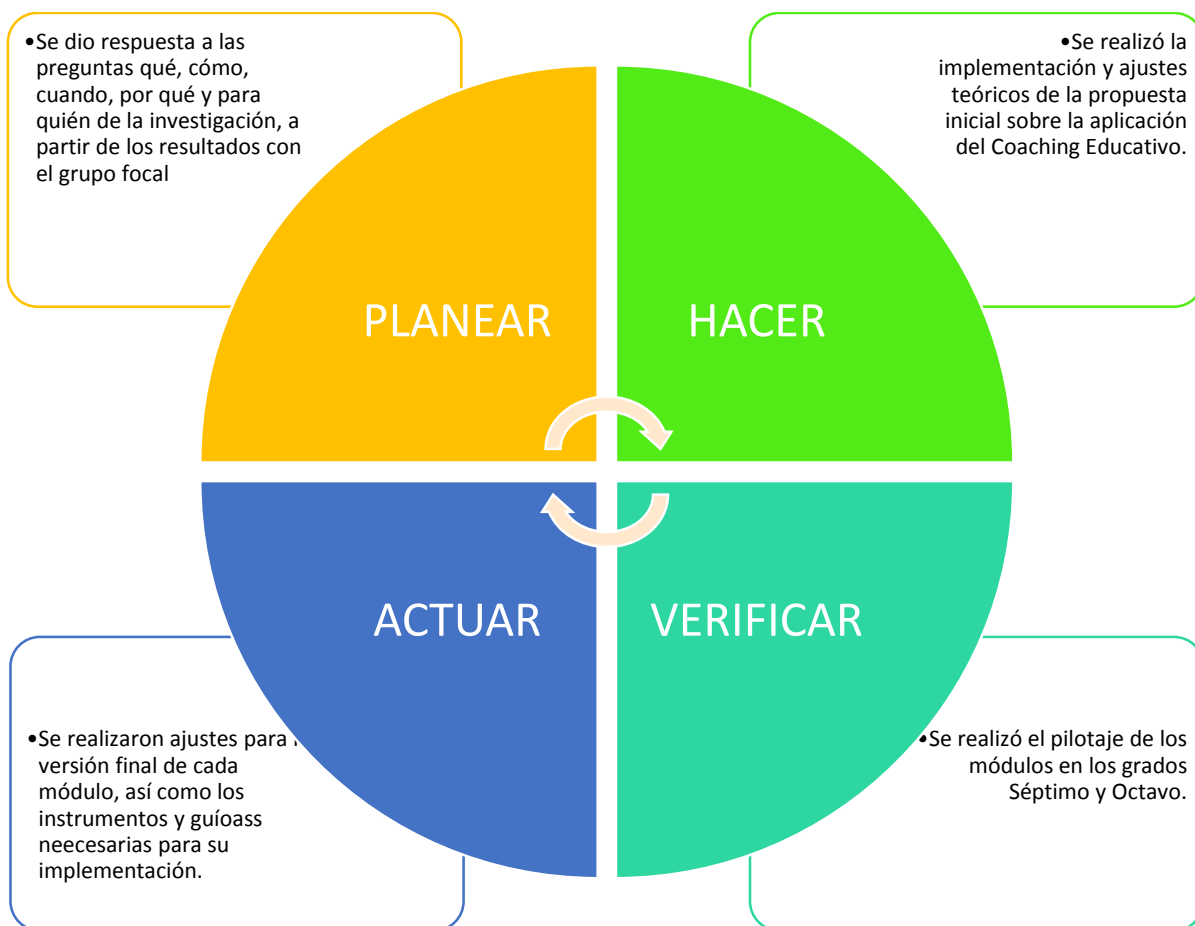 •Se dio respuesta a las
preguntas qué, cómo,
cuando, por qué y para
quién de la investigación, a
partir de los resultados con
el grupo focal
•Se realizó la
implementación y ajustes
teóricos de la propuesta
inicial sobre la aplicación
del Coaching Educativo.
PLANEAR
HACER
ACTUAR
VERIFICAR
•Se realizaron ajustes para
versión final de cada
módulo, así como los
instrumentos y guíoass
neecesarias para su
implementación.
•Se realizó el pilotaje de los
módulos en los grados
Séptimo y Octavo.